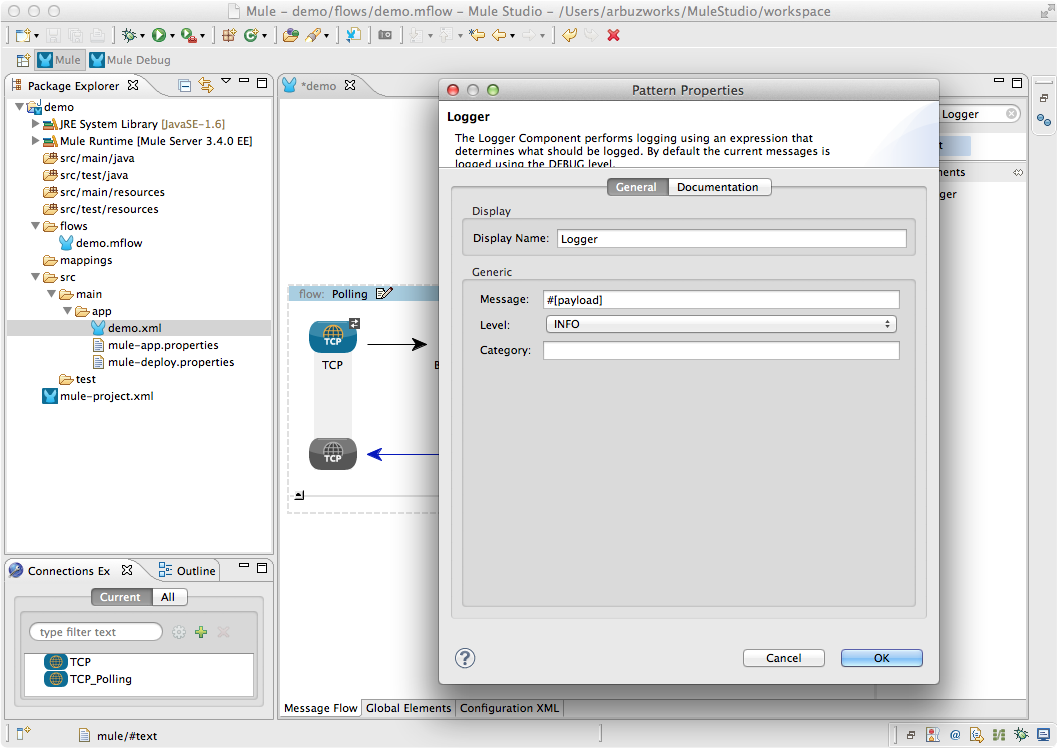 Mule – demo/flows/demo.mflow – Mule Studio – /Users/arbuzworks/MuleStudio/workspace
Mule
Mule Debug
Package Explorer
demo
JRE System Library [JavaSE-1.6]
Mule Runtime [Mule Server 3.4.0 EE]
src/main/java
src/test/java
src/main/resources
src/test/resources
flows
demo.mflow
mappings
src
main
app
demo.xml
mule-app.properties
mule-deploy.properties
test
mule-project.xml
Connections Ex
Outline
Current
All
type filter text
TCP
TCP_Polling
*demo
flow: Polling
TCP
TCP
TCP
Message Flow
Global Elements
Configuration XML
Pattern Properties
Logger
The Logger Component performs logging using an expression that
determines what should be logged. By default the current messages is
logged using the DEBUG level.
General
Documentation
Display
Display Name:
Logger
Generic
Message:
#[payload]
Level:
INFO
Category:
?
Cancel
OK
Logger
t
ents
ger
mule/#text